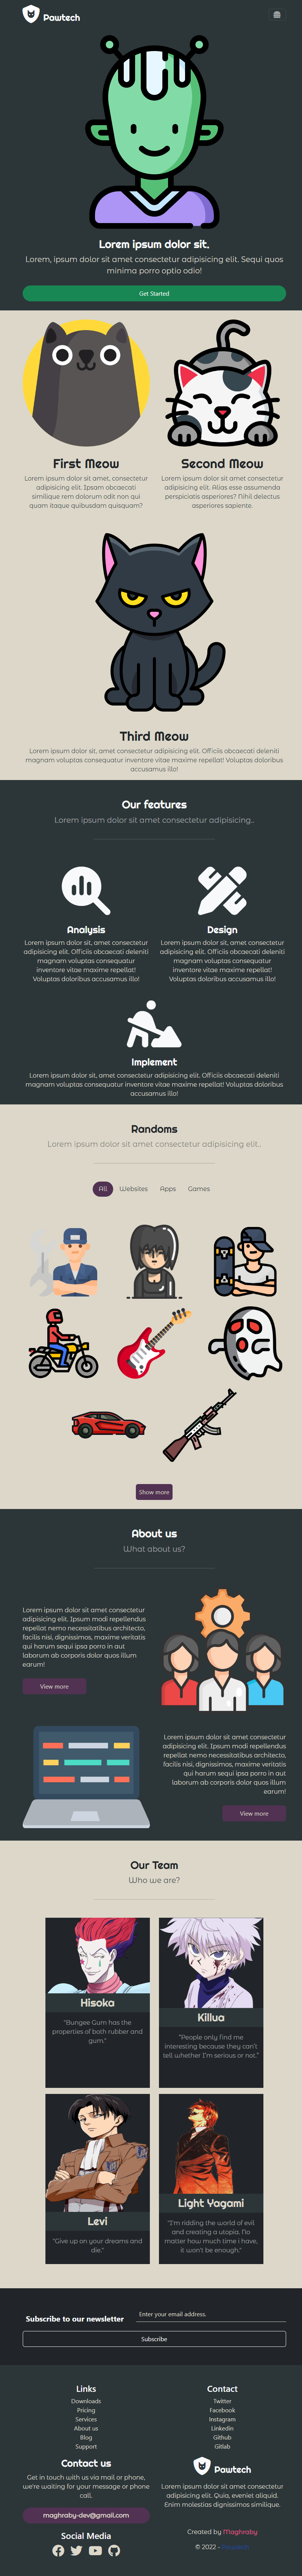 Pawtech
Lorem ipsum dolor sit.
Lorem, ipsum dolor sit amet consectetur adipisicing elit. Sequi quos
minima porro optio odio!
Get Started
First Meow
Lorem ipsum dolor sit amet, consectetur
adipisicing elit. Ipsam obcaecati
similique rem dolorum odit non qui
quam itaque quibusdam quisquam?
Second Meow
Lorem ipsum dolor sit amet consectetur
adipisicing elit. Alias esse assumenda
perspiciatis asperiores? Nihil delectus
asperiores sapiente.
Third Meow
Lorem ipsum dolor sit, amet consectetur adipisicing elit. Officiis obcaecati deleniti
magnam voluptas consequatur inventore vitae maxime repellat! Voluptas doloribus
accusamus illo!
Our features
Lorem ipsum dolor sit amet consectetur adipisicing..
Analysis
Lorem ipsum dolor sit, amet consectetur
adipisicing elit. Officiis obcaecati deleniti
magnam voluptas consequatur
inventore vitae maxime repellat!
Voluptas doloribus accusamus illo!
Design
Lorem ipsum dolor sit, amet consectetur
adipisicing elit. Officiis obcaecati deleniti
magnam voluptas consequatur
inventore vitae maxime repellat!
Voluptas doloribus accusamus illo!
Implement
Lorem ipsum dolor sit, amet consectetur adipisicing elit. Officiis obcaecati deleniti
magnam voluptas consequatur inventore vitae maxime repellat! Voluptas doloribus
accusamus illo!
Randoms
Lorem ipsum dolor sit amet consectetur adipisicing elit..
All
Websites
Apps
Games
Show more
About us
What about us?
Lorem ipsum dolor sit amet consectetur
adipisicing elit. Ipsum modi repellendus
repellat nemo necessitatibus architecto,
facilis nisi, dignissimos, maxime veritatis
qui harum sequi ipsa porro in aut
laborum ab corporis dolor quos illum
earum!
View more
Lorem ipsum dolor sit amet consectetur
adipisicing elit. Ipsum modi repellendus
repellat nemo necessitatibus architecto,
facilis nisi, dignissimos, maxime veritatis
qui harum sequi ipsa porro in aut
laborum ab corporis dolor quos illum
earum!
View more
Our Team
Who we are?
Hisoka
"Bungee Gum has the
properties of both rubber and
gum."
Killua
"People only find me
interesting because they can't
tell whether I'm serious or not."
Levi
"Give up on your dreams and
die."
Light Yagami
"I'm ridding the world of evil
and creating a utopia. No
matter how much time i have,
it won't be enough."
Subscribe to our newsletter
Enter your email address.
Subscribe
Links
Downloads
Pricing
Services
About us
Blog
Support
Contact
Twitter
Facebook
Instagram
Linkedin
Github
Gitlab
Contact us
Get in touch with us via mail or phone,
we're waiting for your message or phone
call.
maghraby-dev@gmail.com
Social Media
Pawtech
Lorem ipsum dolor sit amet consectetur
adipisicing elit. Quia, eveniet aliquid.
Enim molestias dignissimos similique.
Created by Maghraby
© 2022 - Pawtech